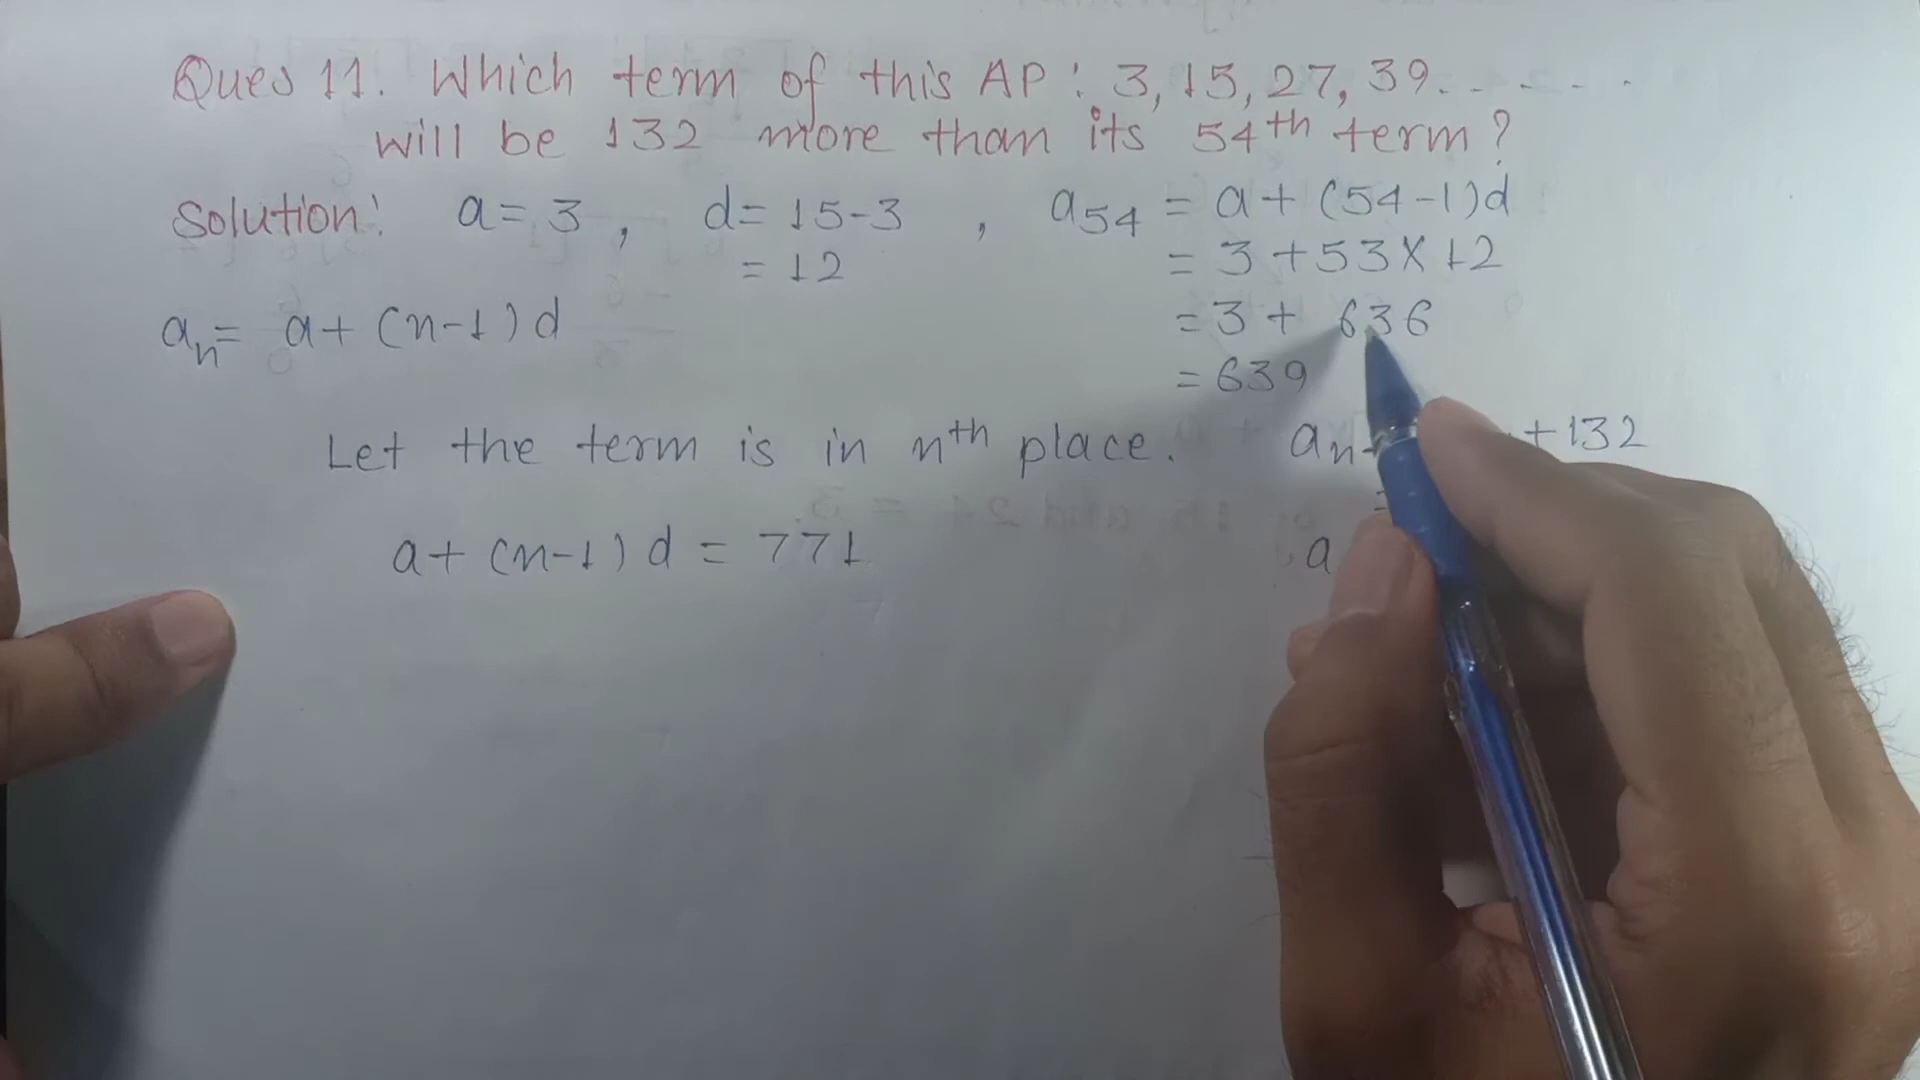 Ques 11. Which term of this AP : 3, 15, 27, 39......
will be 132 more than its 54th term?
Solution: a = 3 , d = 15-3 , a54 = a + (54-1)d
= 12 = 3 + 53 X 12
an = a + (n-1) d = 3 + 636
= 639
Let the term is in nth place. an +132
a + (n-1) d = 771 a